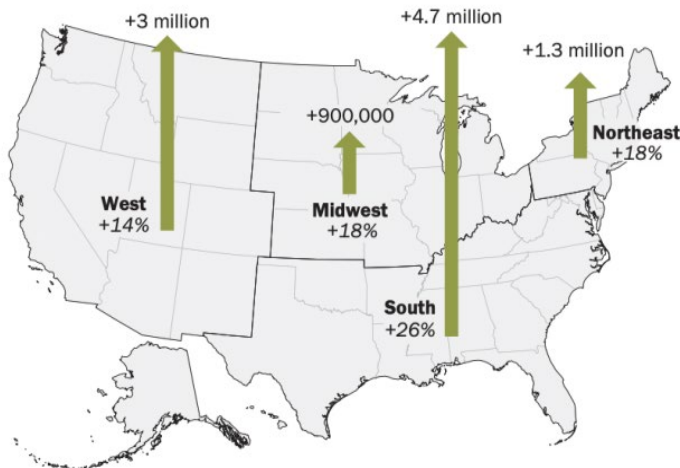 +3 million
+4.7 million
+1.3 million
+900,000
Northeast
+18%
West
+14%
Midwest
+18%
South
+26%